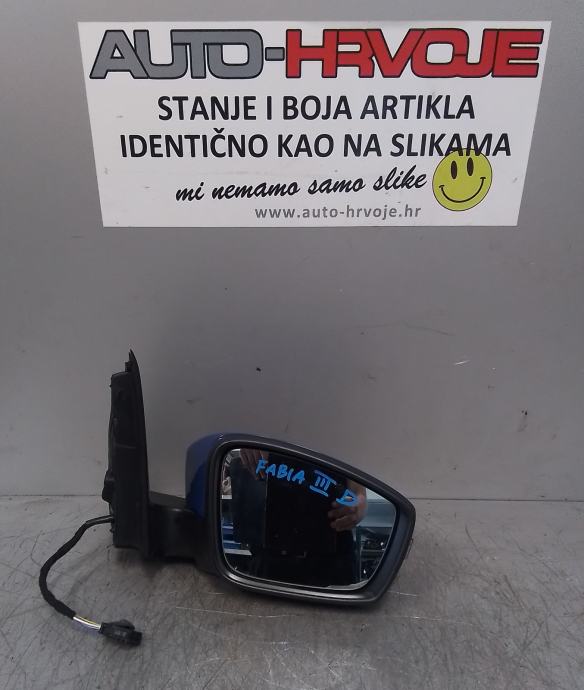 AUTO-HRVOJE
STANJE I BOJA ARTIKLA
IDENTIČNO KAO NA SLIKAMA
mi nemamo samo slike
www.auto-hrvoje.hr
FABIA III D